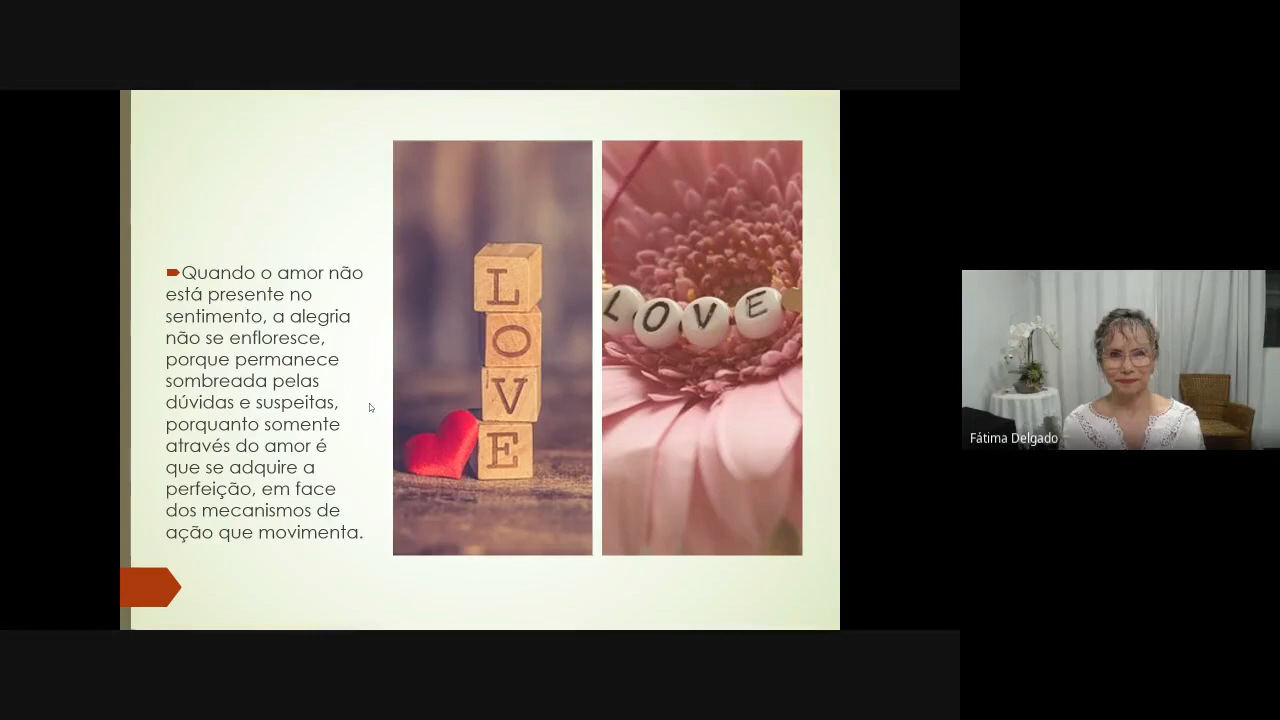 Quando o amor não
está presente no
sentimento, a alegria
não se enfloresce,
porque permanece
sombreada pelas
dúvidas e suspeitas,
porquanto somente
através do amor é
que se adquire a
perfeição, em face
dos mecanismos de
ação que movimenta.
L
O
V
E
LOVE
Fátima Delgado